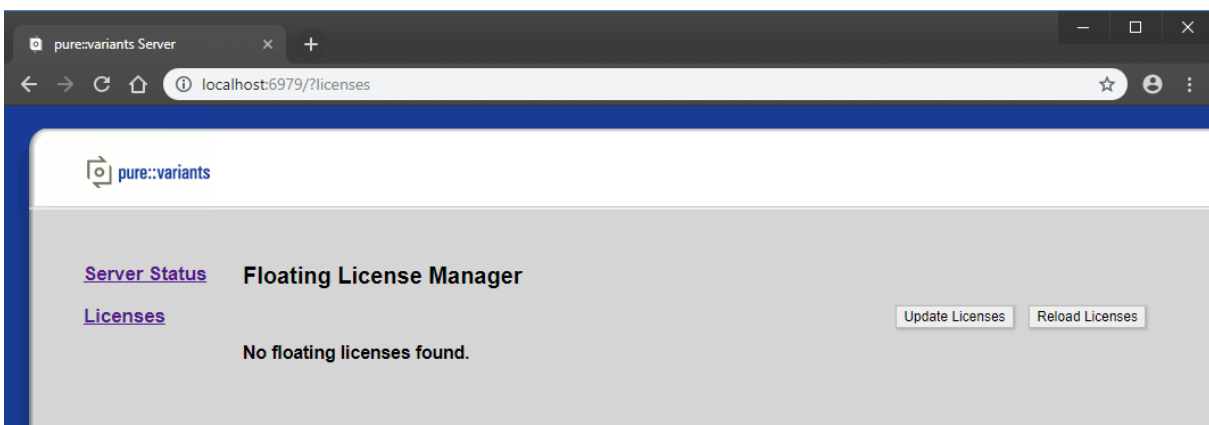 pure::variants Server
localhost:6979/?licenses
pure::variants
Server Status
Floating License Manager
Licenses
Update Licenses
Reload Licenses
No floating licenses found.